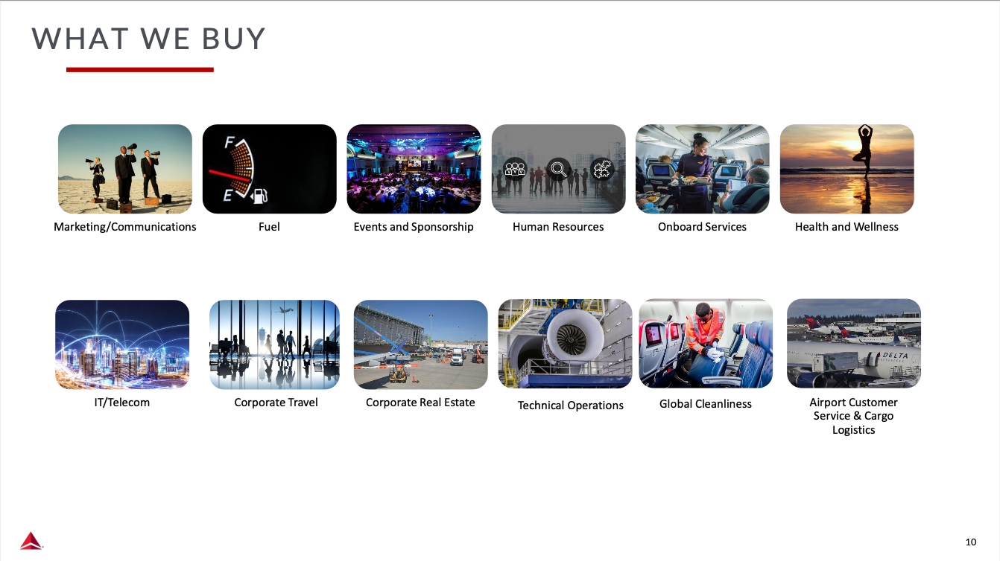 WHAT WE BUY
F
E
Marketing/Communications
Fuel
Events and Sponsorship
Human Resources
Onboard Services
Health and Wellness
DELTA
IT/Telecom
Corporate Travel
Corporate Real Estate
Technical Operations
Global Cleanliness
Airport Customer
Service & Cargo
Logistics
10